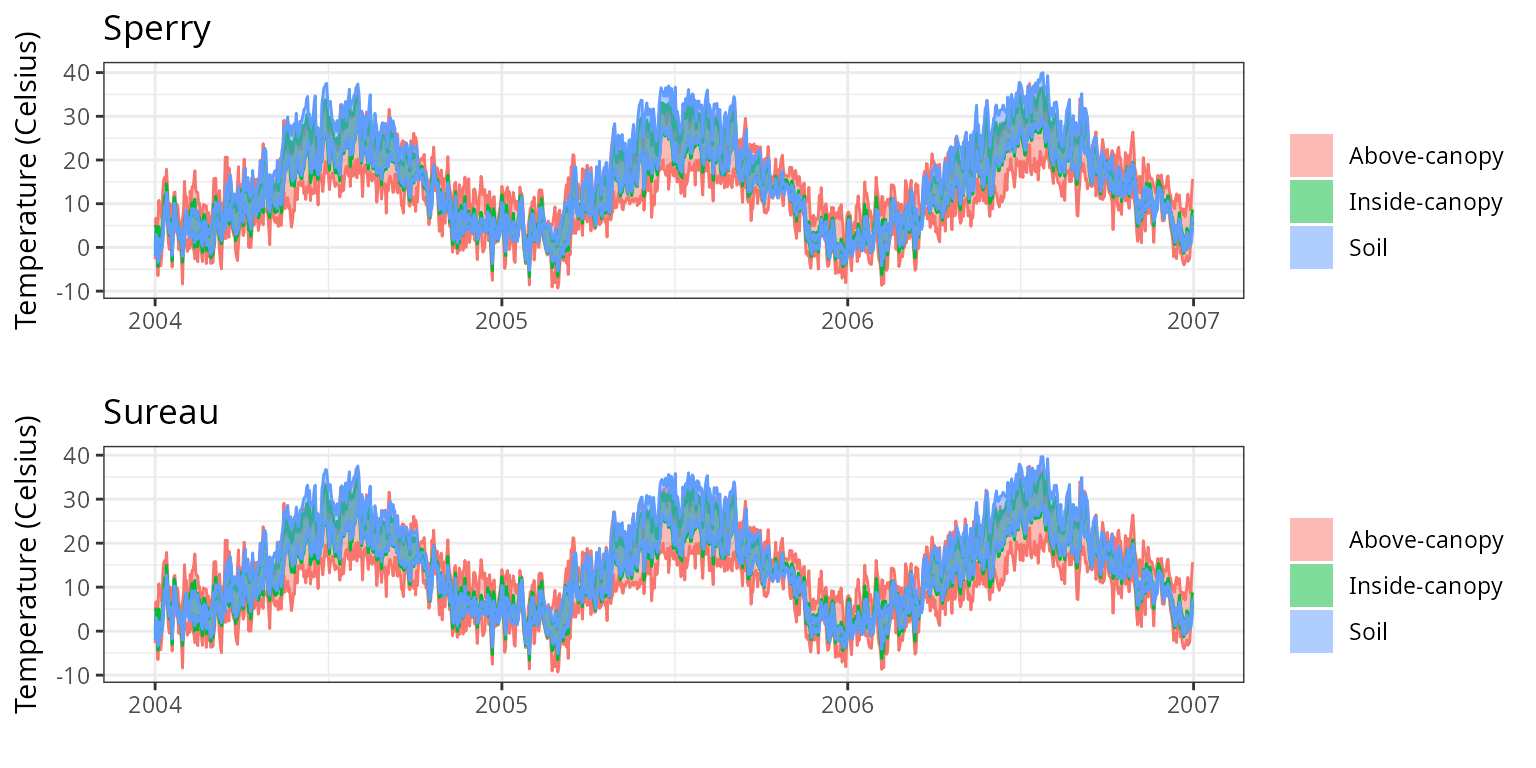 Sperry
Temperature (Celsius)
40
30
20
10
0
-10
2004 2005 2006 2007
Above-canopy
Inside-canopy
Soil
Sureau
Temperature (Celsius)
40
30
20
10
0
-10
2004 2005 2006 2007
Above-canopy
Inside-canopy
Soil